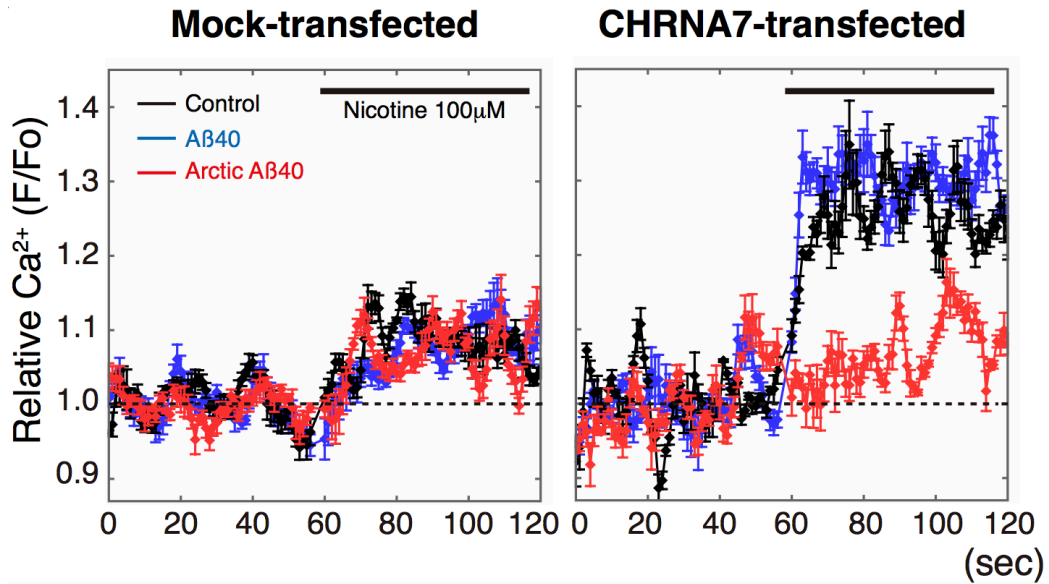 Mock-transfected
CHRNA7-transfected
Relative Ca²⁺ (F/Fo)
1.4
1.3
1.2
1.1
1.0
0.9
Control
Aß40
Arctic Aß40
Nicotine 100µM
0 20 40 60 80 100 120
0 20 40 60 80 100 120
(sec)